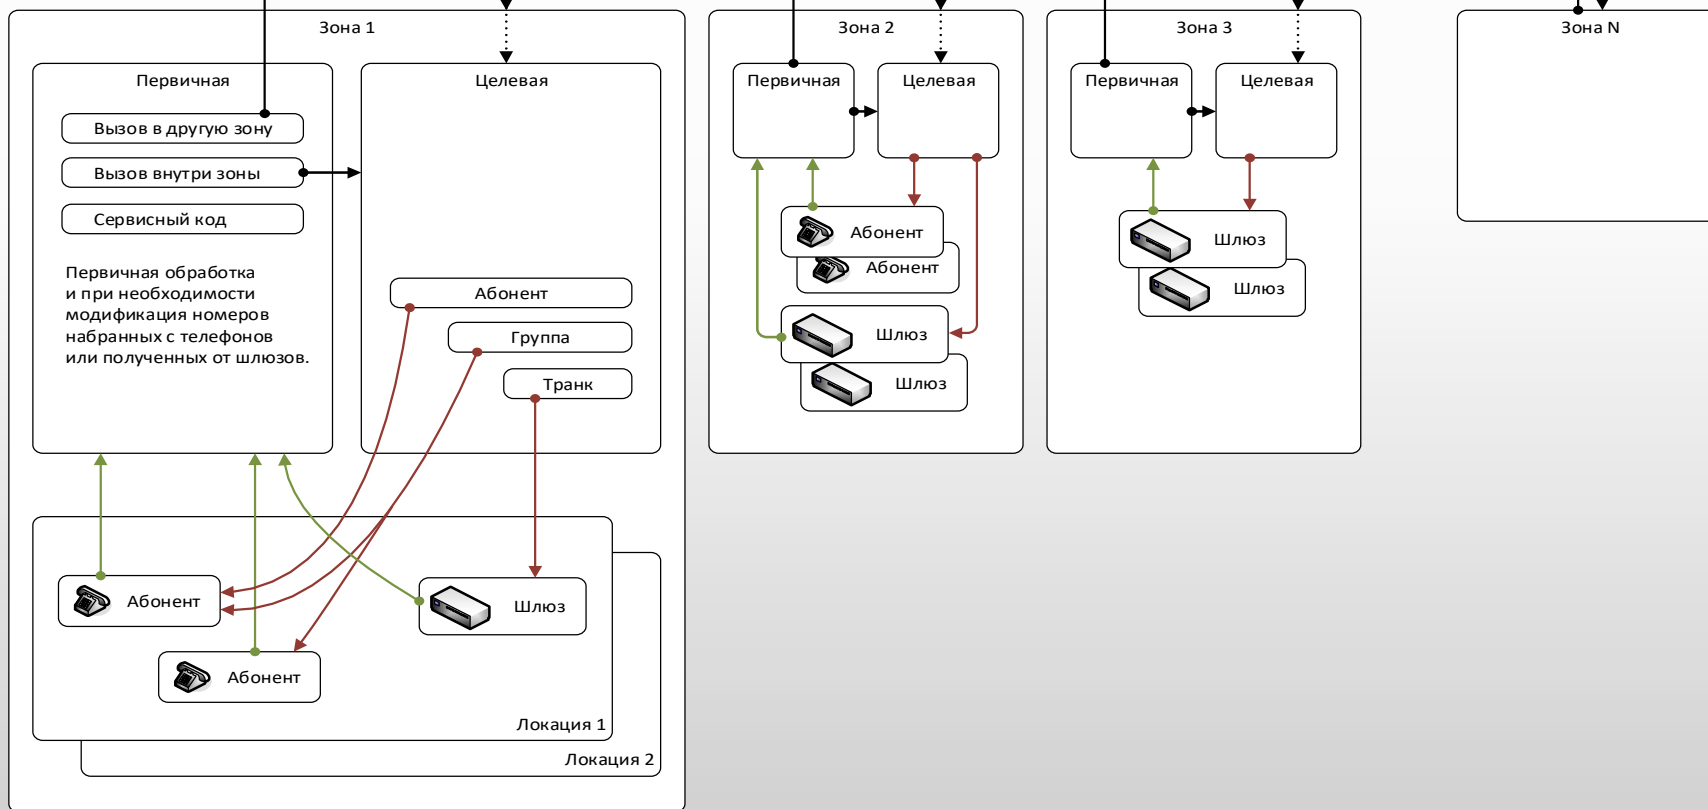 Зона 1
Первичная
Вызов в другую зону
Вызов внутри зоны
Сервисный код
Первичная обработка
и при необходимости
модификация номеров
набранных с телефонов
или полученных от шлюзов.
Целевая
Абонент
Группа
Транк
Абонент
Шлюз
Абонент
Локация 1
Локация 2
Зона 2
Первичная
Целевая
Абонент
Абонент
Шлюз
Шлюз
Зона 3
Первичная
Целевая
Шлюз
Шлюз
Зона N